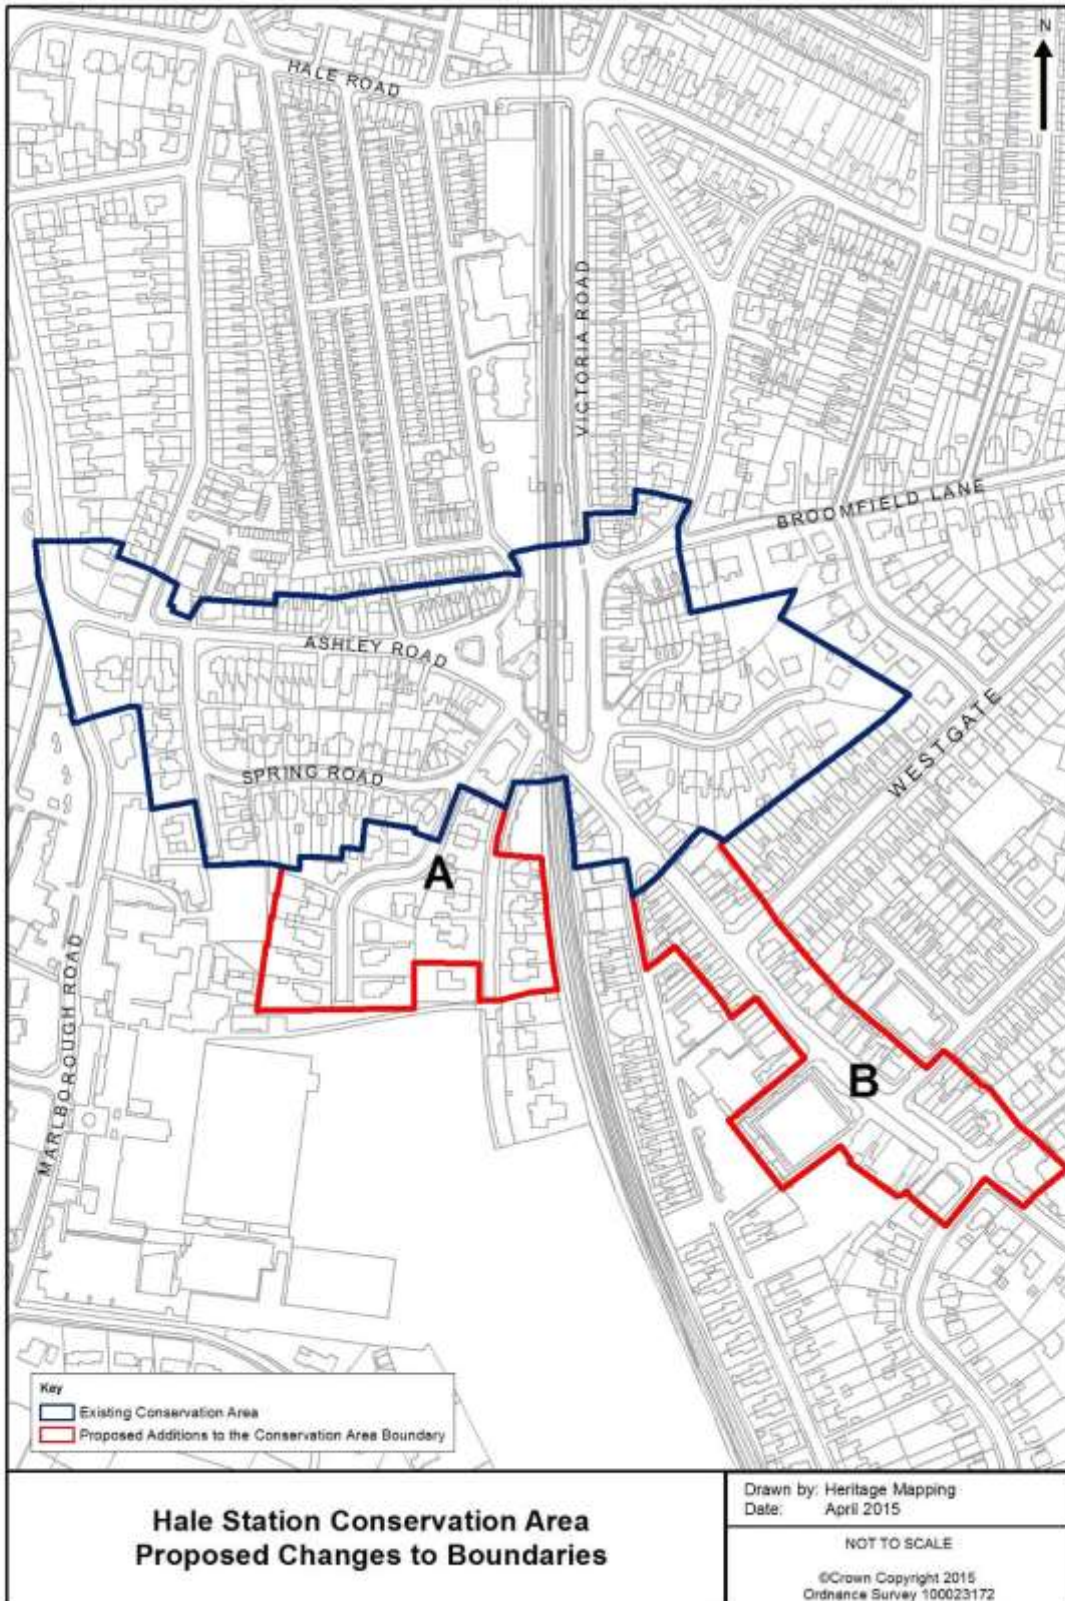 N
HALE ROAD
VICTORIA ROAD
BROOMFIELD LANE
ASHLEY ROAD
WESTGATE
SPRING ROAD
A
MARLBOROUGH ROAD
B
Key
Existing Conservation Area
Proposed Additions to the Conservation Area Boundary
Hale Station Conservation Area
Proposed Changes to Boundaries
Drawn by: Heritage Mapping
Date: April 2015
NOT TO SCALE
©Crown Copyright 2015
Ordnance Survey 100023172